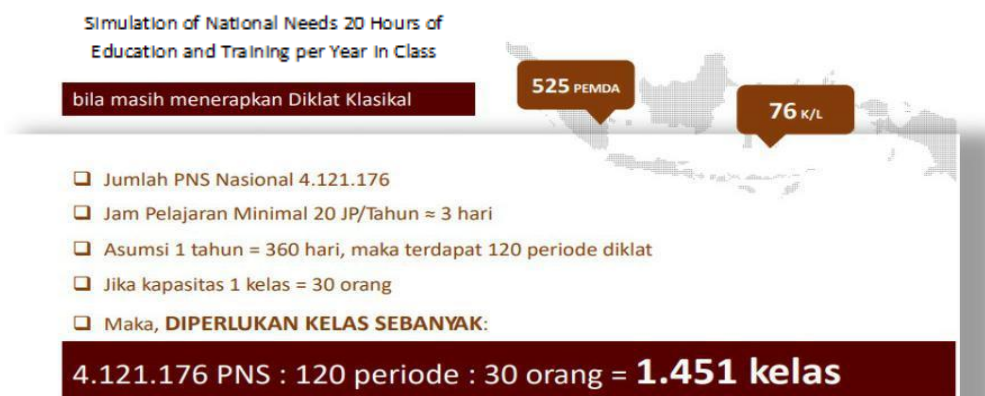 Simulation of National Needs 20 Hours of
Education and Training per Year In Class
bila masih menerapkan Diklat Klasikal
525 PEMDA
76 K/L
❑ Jumlah PNS Nasional 4.121.176
❑ Jam Pelajaran Minimal 20 JP/Tahun ≈ 3 hari
❑ Asumsi 1 tahun = 360 hari, maka terdapat 120 periode diklat
❑ Jika kapasitas 1 kelas = 30 orang
❑ Maka, DIPERLUKAN KELAS SEBANYAK:
4.121.176 PNS : 120 periode : 30 orang = 1.451 kelas